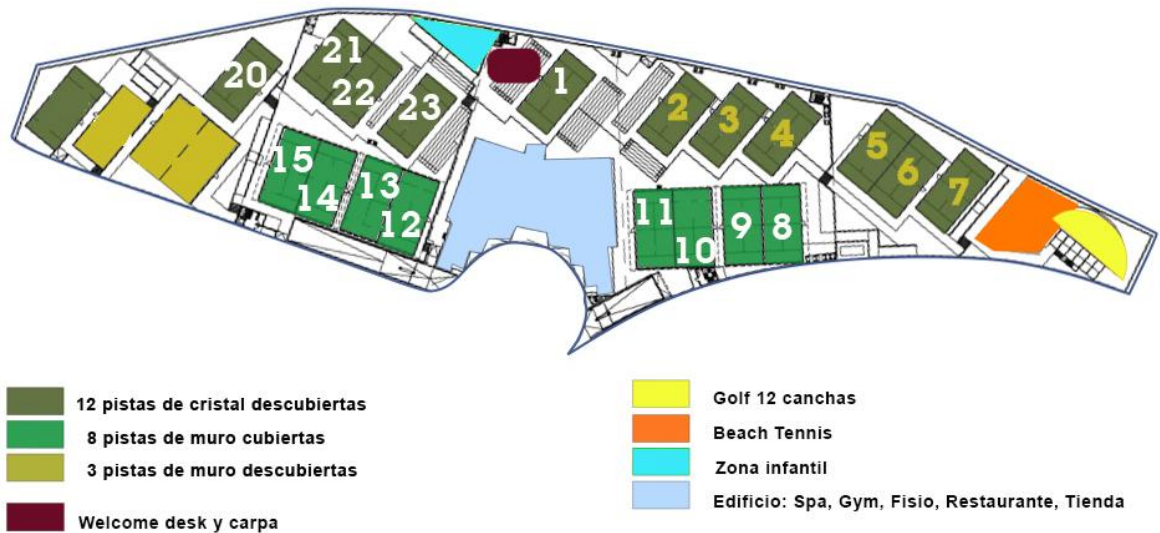 21
22
20
23
1
2
3
4
5
6
7
15
14
13
12
11
10
9
8
12 pistas de cristal descubiertas
8 pistas de muro cubiertas
3 pistas de muro descubiertas
Welcome desk y carpa
Golf 12 canchas
Beach Tennis
Zona infantil
Edificio: Spa, Gym, Fisio, Restaurante, Tienda